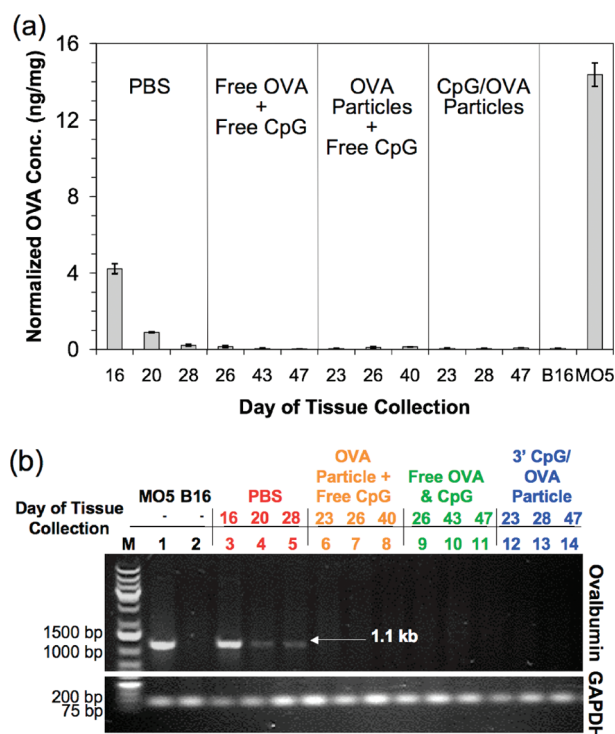 (a)
Normalized OVA Conc. (ng/mg)
16
12
8
4
0
PBS
Free OVA
+
Free CpG
OVA
Particles
+
Free CpG
CpG/OVA
Particles
16 20 28 26 43 47 23 26 40 23 28 47 B16 MO5
Day of Tissue Collection
(b)
Day of Tissue
Collection
MO5 B16
- -
PBS
16 20 28
OVA
Particle +
Free CpG
23 26 40
Free OVA
& CpG
26 43 47
3' CpG/
OVA
Particle
23 28 47
M 1 2 3 4 5 6 7 8 9 10 11 12 13 14
1500 bp
1000 bp
1.1 kb
Ovalbumin
200 bp
75 bp
GAPDH